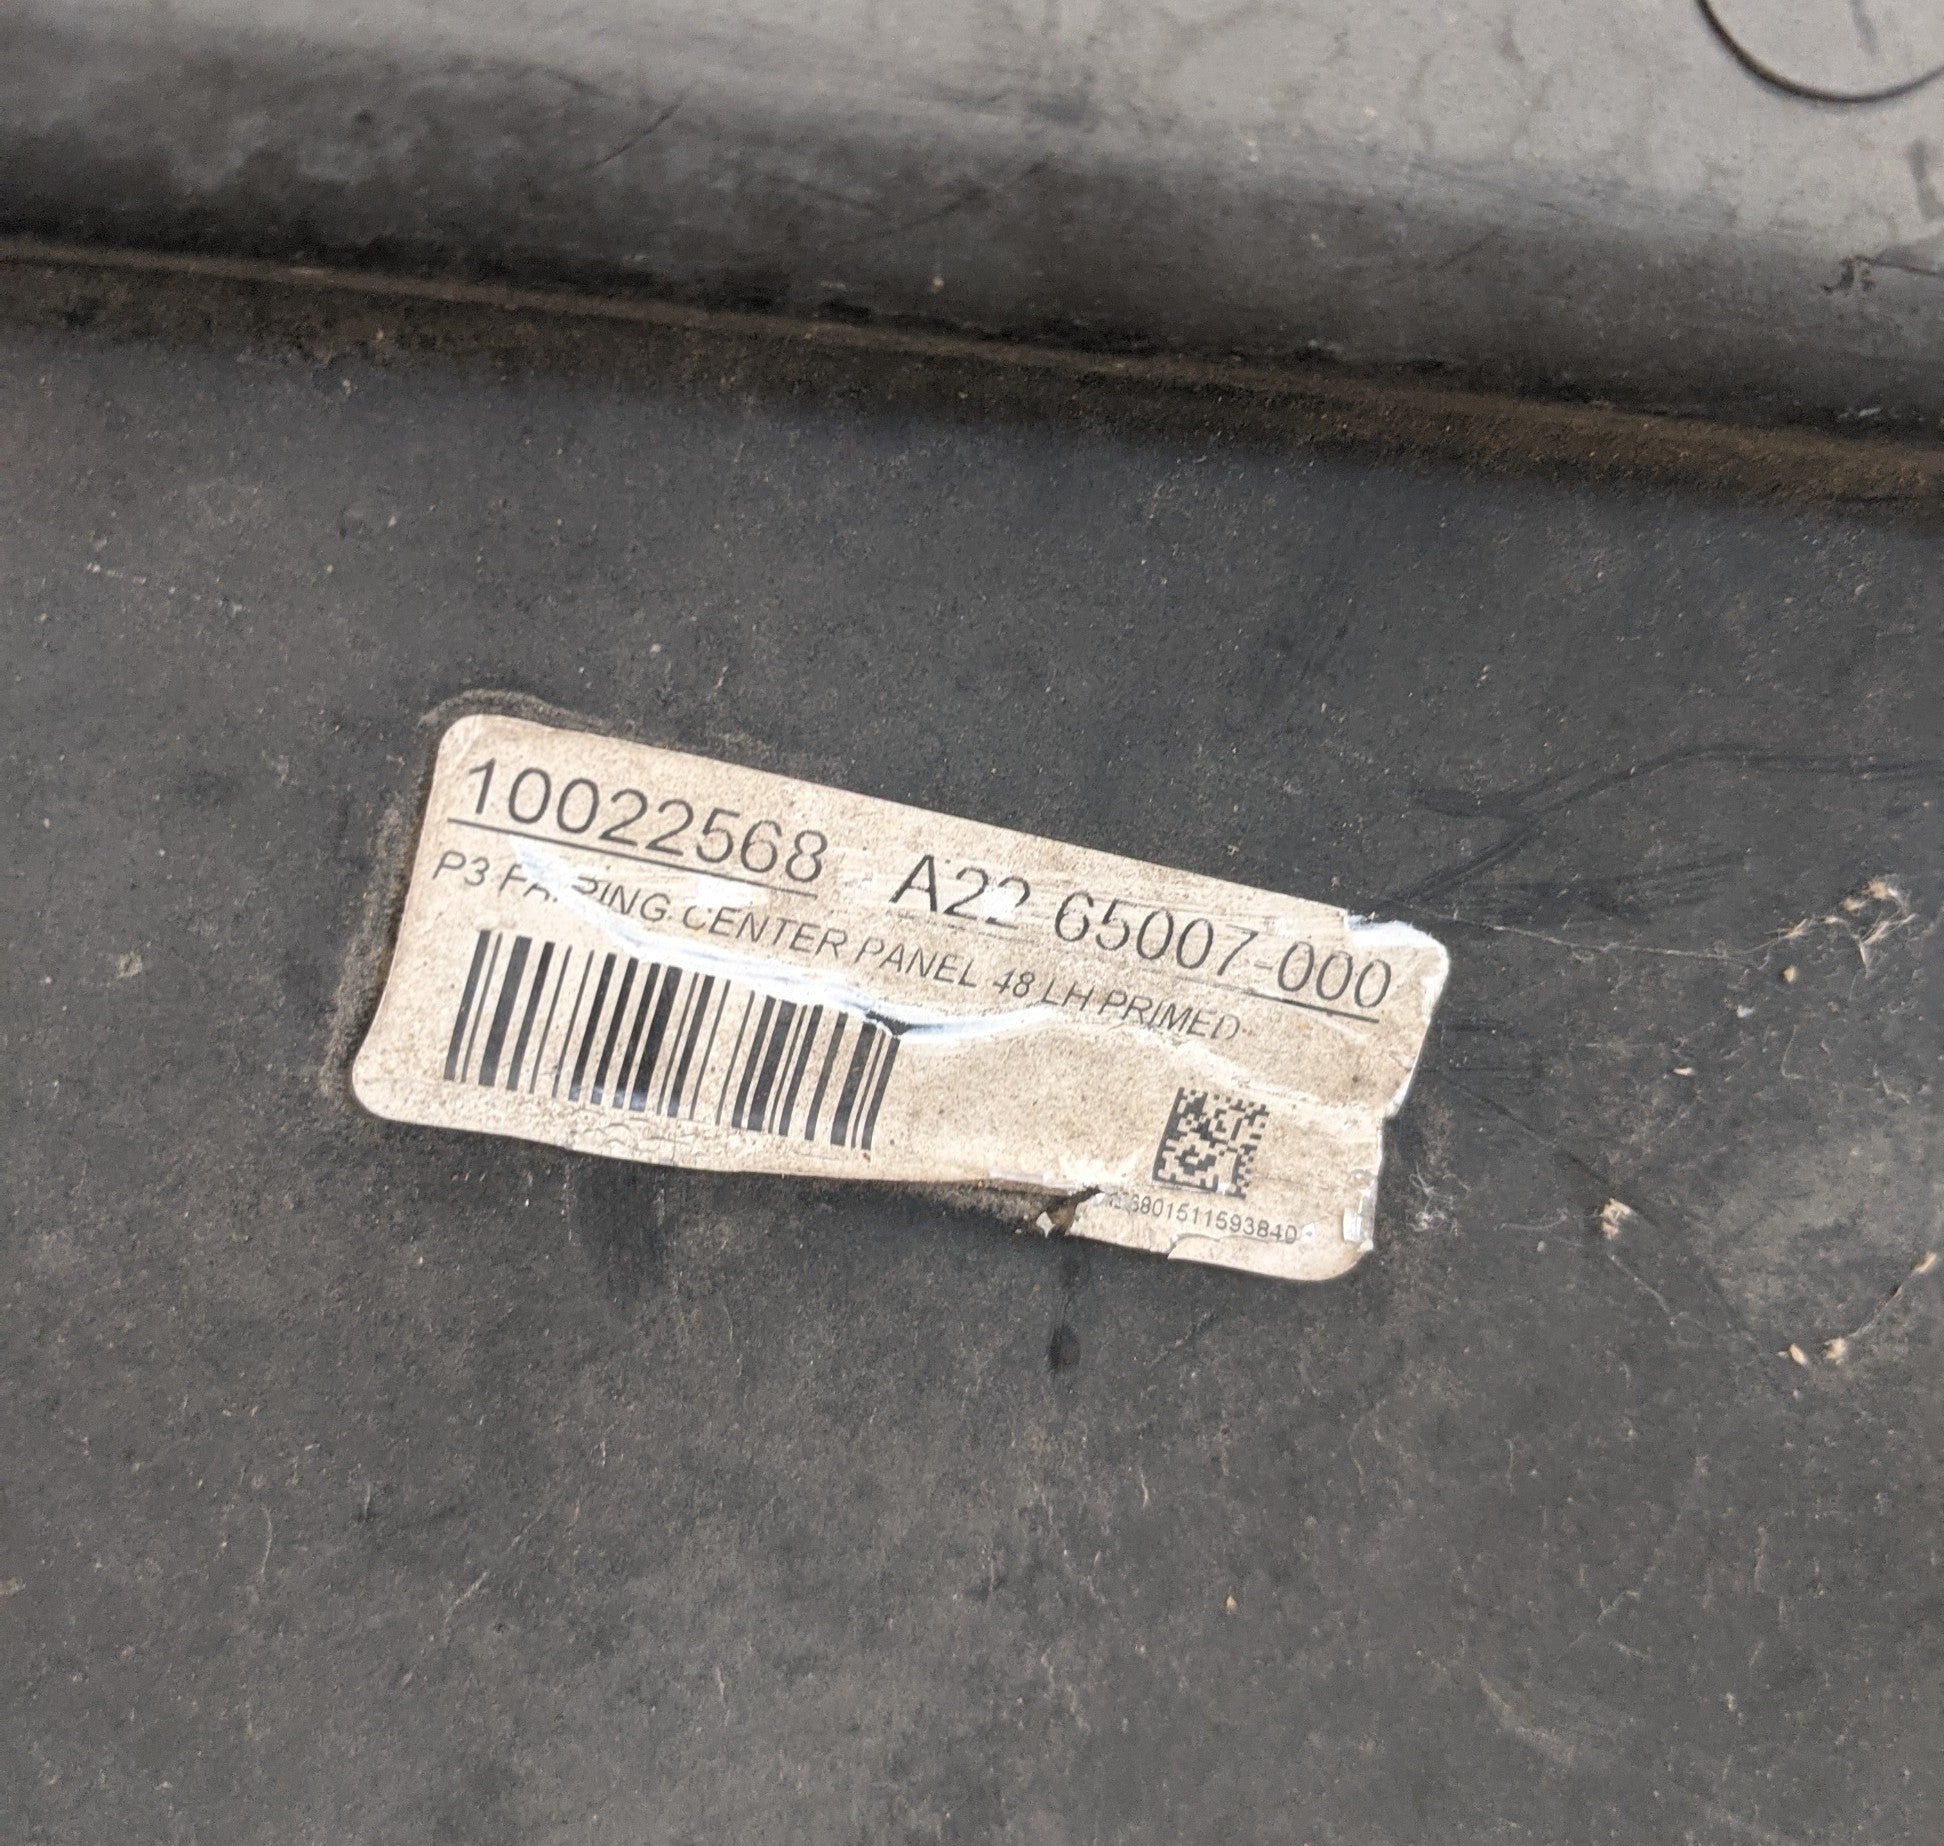 10022568 A22 65007-000
P3 FAIRING CENTER PANEL 48 LH PRIMED